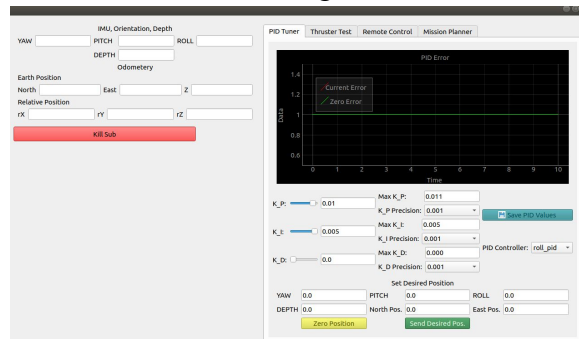 IMU, Orientation, Depth
YAW PITCH ROLL
DEPTH
Odometery
Earth Position
North East Z
Relative Position
rX rY rZ
Kill Sub
PID Tuner Thruster Test Remote Control Mission Planner
PID Error
Current Error
Zero Error
Data
1.4
1.2
1
0.8
0.6
0 1 2 3 4 5 6 7 8 9 10
Time
K_P: 0.01
Max K_P: 0.011
K_P Precision: 0.001
K_I: 0.005
Max K_I: 0.005
K_I Precision: 0.001
K_D: 0.0
Max K_D: 0.000
K_D Precision: 0.001
Save PID Values
PID Controller: roll_pid
Set Desired Position
YAW 0.0 PITCH 0.0 ROLL 0.0
DEPTH 0.0 North Pos. 0.0 East Pos. 0.0
Zero Position Send Desired Pos.